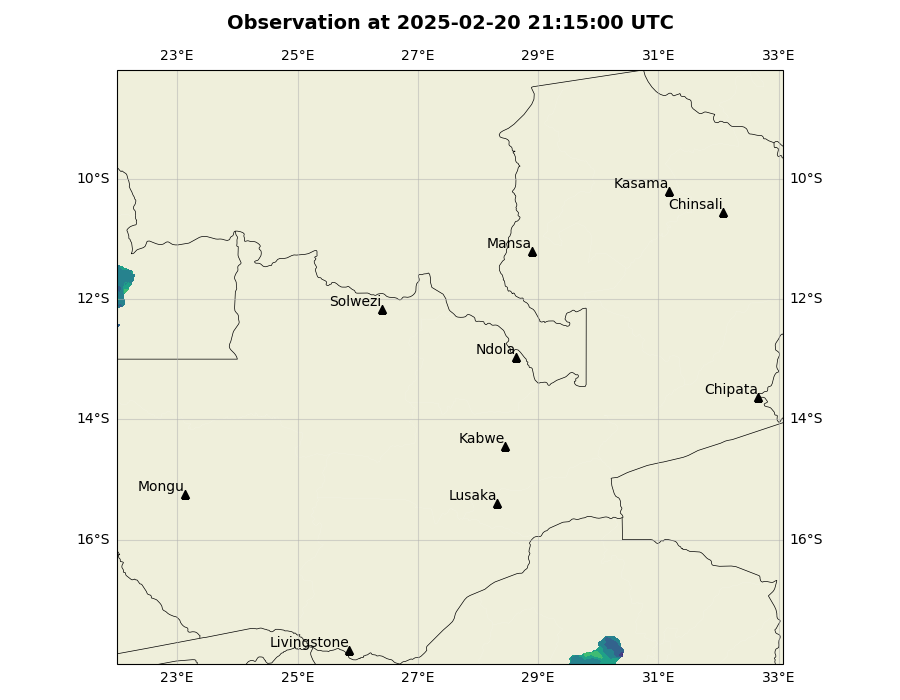 Observation at 2025-02-20 21:15:00 UTC
23°E 25°E 27°E 29°E 31°E 33°E
10°S 10°S
Kasama
Chinsali
Mansa
12°S 12°S
Solwezi
Ndola
Chipata
14°S 14°S
Kabwe
Mongu
Lusaka
16°S 16°S
Livingstone
23°E 25°E 27°E 29°E 31°E 33°E